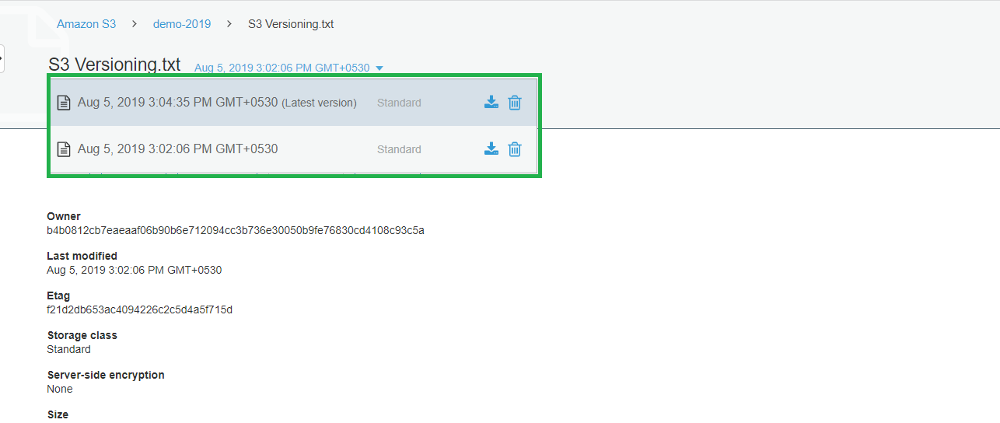 Amazon S3 > demo-2019 > S3 Versioning.txt
S3 Versioning.txt Aug 5, 2019 3:02:06 PM GMT+0530
Aug 5, 2019 3:04:35 PM GMT+0530 (Latest version) Standard
Aug 5, 2019 3:02:06 PM GMT+0530 Standard
Owner
b4b0812cb7eaeaaf06b90b6e712094cc3b736e30050b9fe76830cd4108c93c5a
Last modified
Aug 5, 2019 3:02:06 PM GMT+0530
Etag
f21d2db653ac4094226c2c5d4a5f715d
Storage class
Standard
Server-side encryption
None
Size